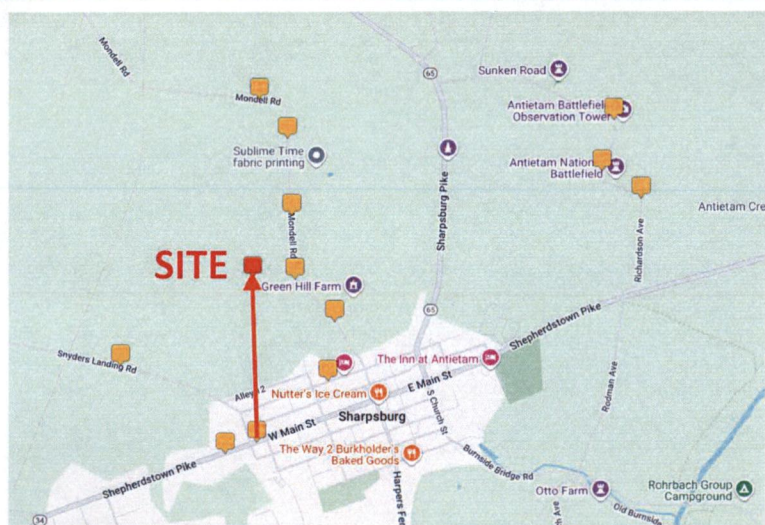 Mondell Rd
65
Sunken Road
Mondell Rd
Antietam Battlefield
Observation Tower
Sublime Time
fabric printing
Antietam National
Battlefield
Sharpsburg Pike
Mondell Rd
Antietam Cre
Richardson Ave
SITE
Green Hill Farm
65
Shepherdstown Pike
Snyders Landing Rd
The Inn at Antietam
Rodman Ave
E Main St
Nutter's Ice Cream
S Church St
Sharpsburg
W Main St
The Way 2 Burkholder's
Baked Goods
Burnside Bridge Rd
Shepherdstown Pike
Harpers Fe
Otto Farm
Rohrbach Group
Campground
Old Burnside
34